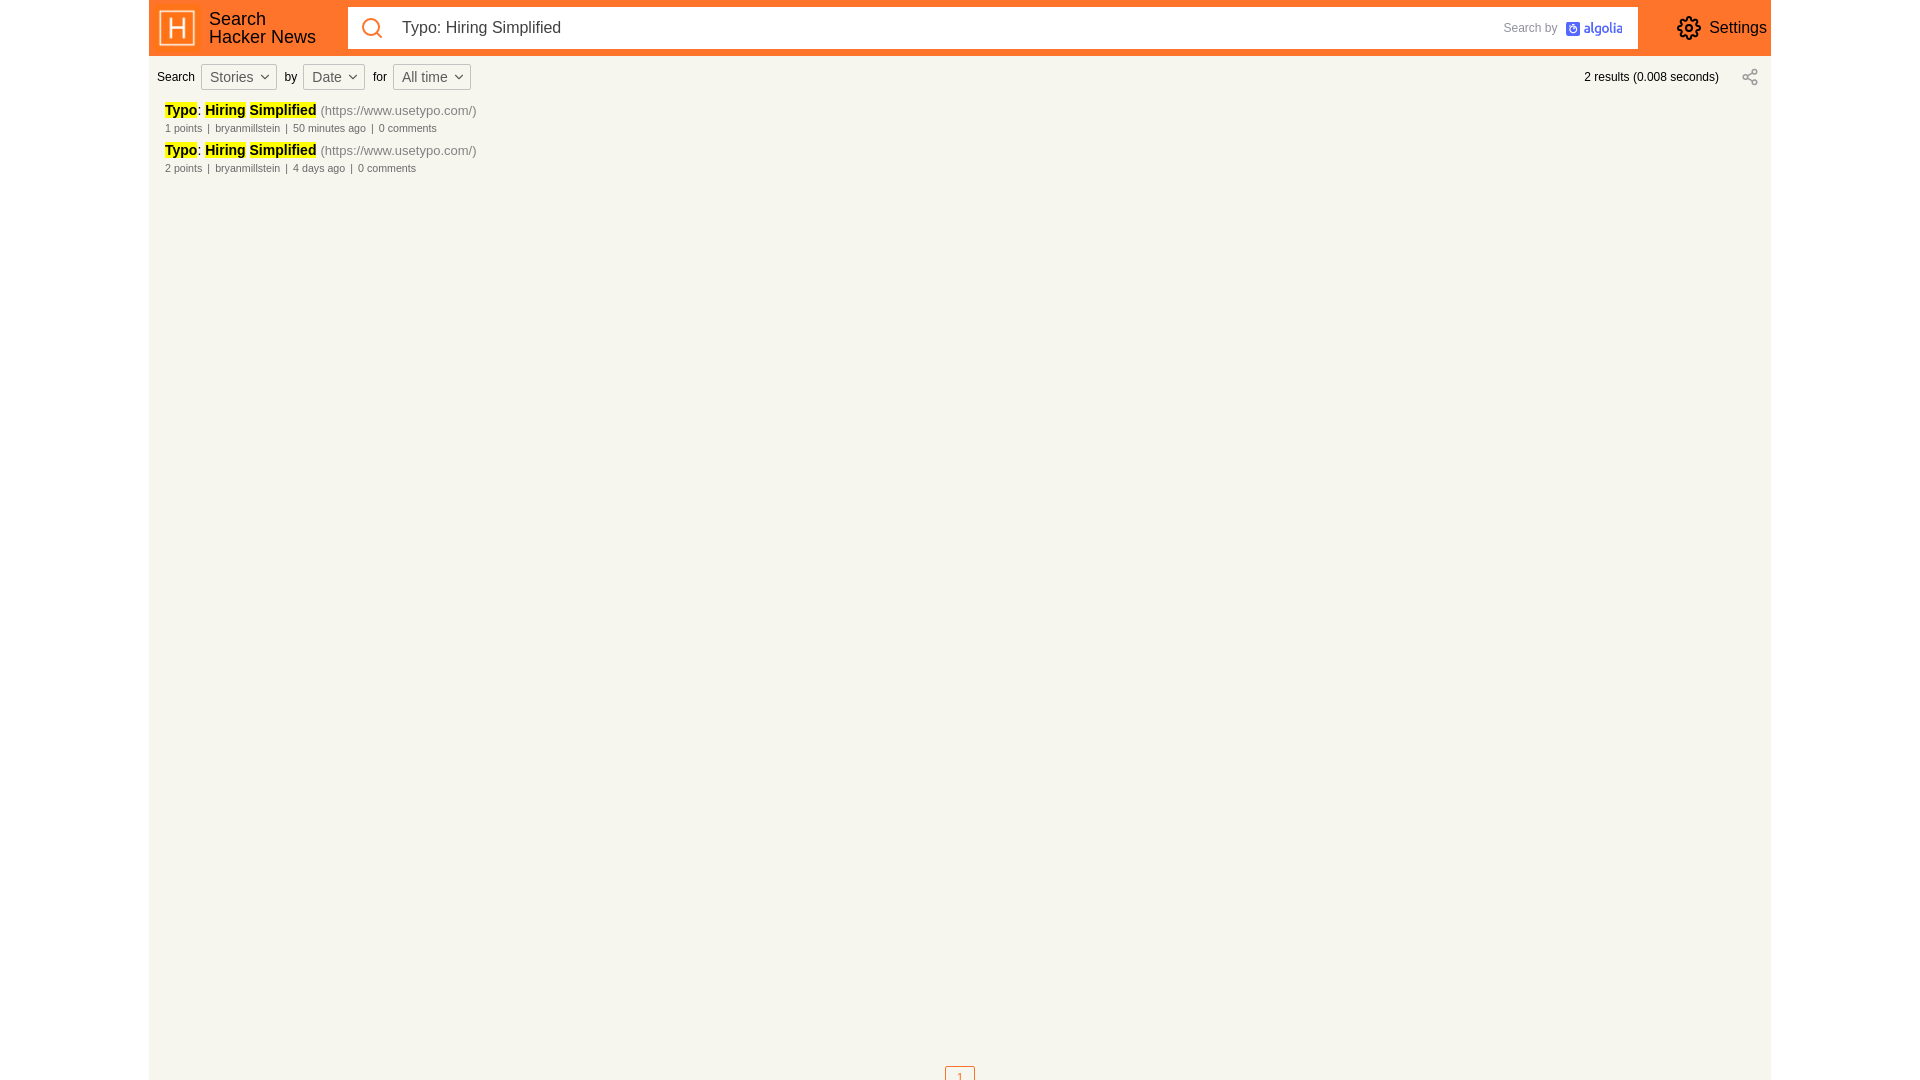 Search
Hacker News
Typo: Hiring Simplified
Search by algolia
Settings
Search Stories by Date for All time
2 results (0.008 seconds)
Typo: Hiring Simplified (https://www.usetypo.com/)
1 points | bryanmillstein | 50 minutes ago | 0 comments
Typo: Hiring Simplified (https://www.usetypo.com/)
2 points | bryanmillstein | 4 days ago | 0 comments
1